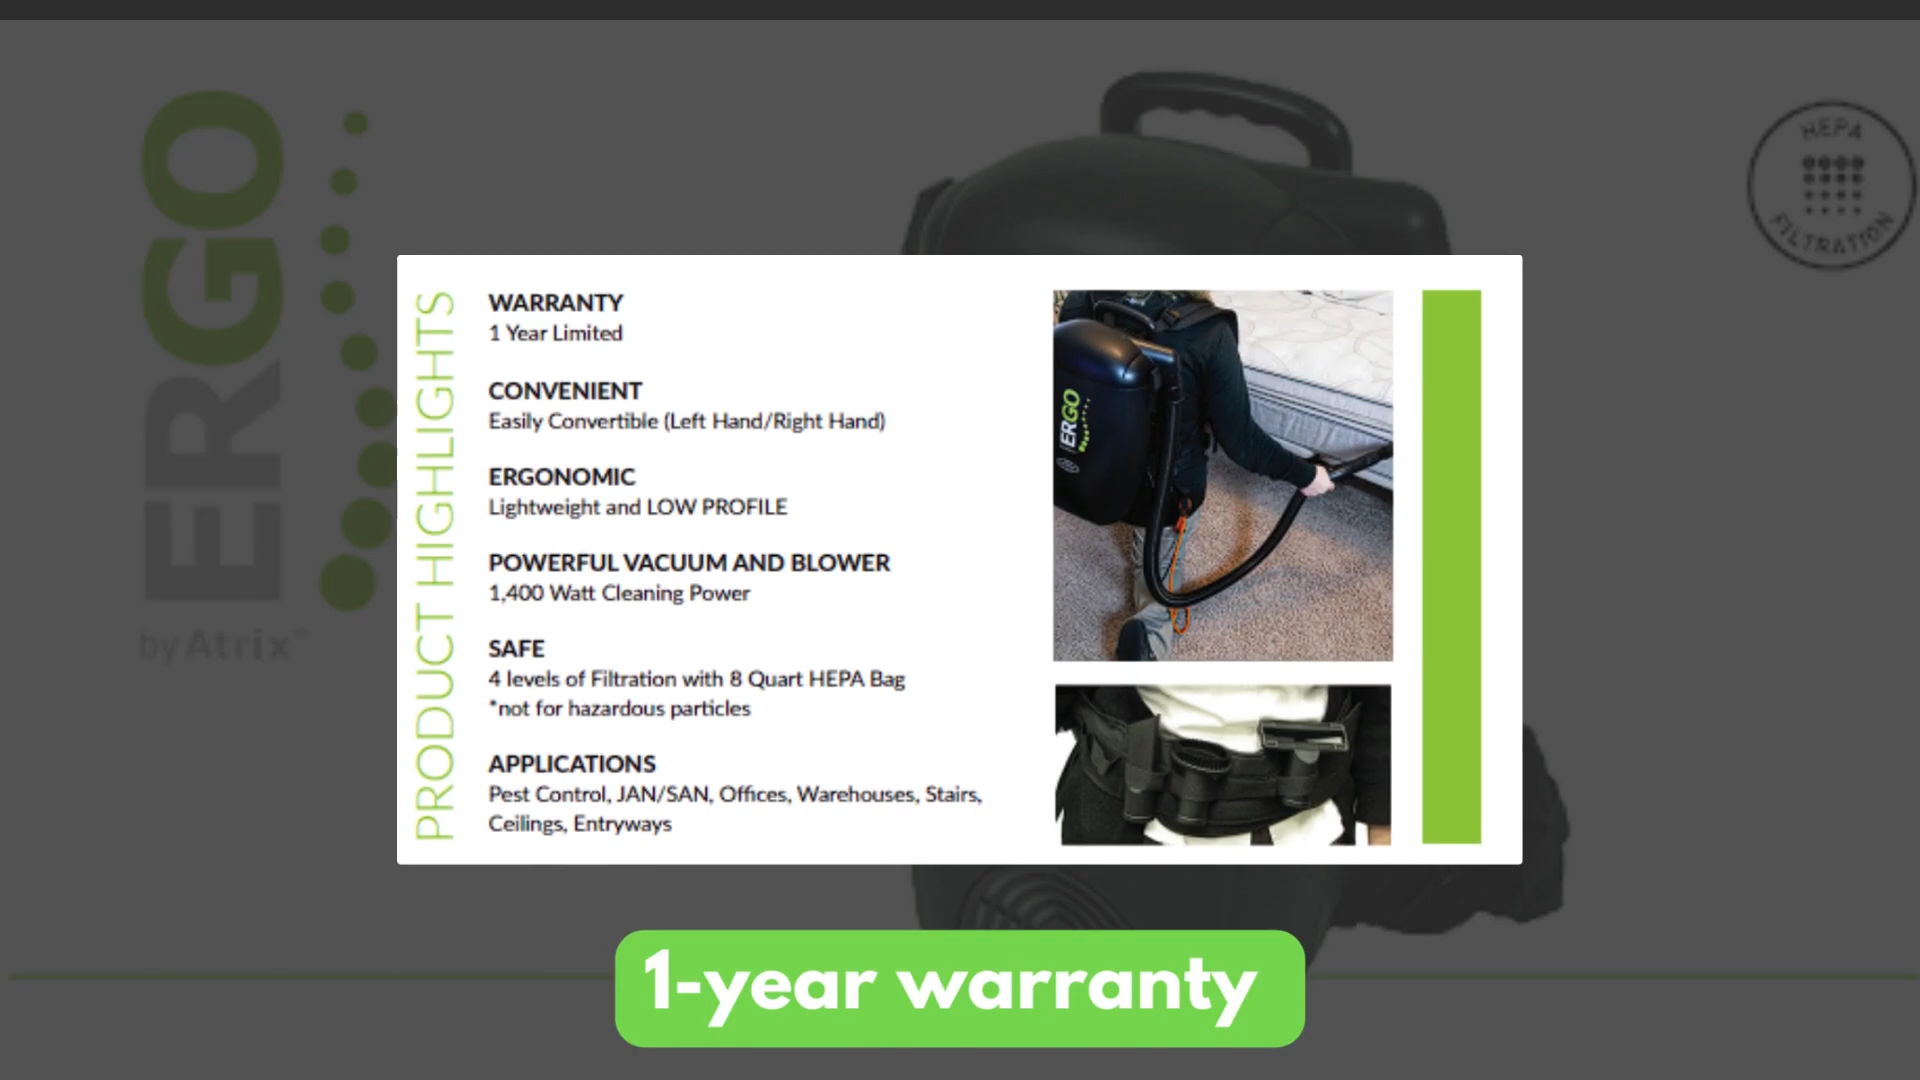 ERGO
by Atrix™
HEPA
FILTRATION
PRODUCT HIGHLIGHTS
WARRANTY
1 Year Limited
CONVENIENT
Easily Convertible (Left Hand/Right Hand)
ERGONOMIC
Lightweight and LOW PROFILE
POWERFUL VACUUM AND BLOWER
1,400 Watt Cleaning Power
SAFE
4 levels of Filtration with 8 Quart HEPA Bag
*not for hazardous particles
APPLICATIONS
Pest Control, JAN/SAN, Offices, Warehouses, Stairs,
Ceilings, Entryways
ERGO
1-year warranty